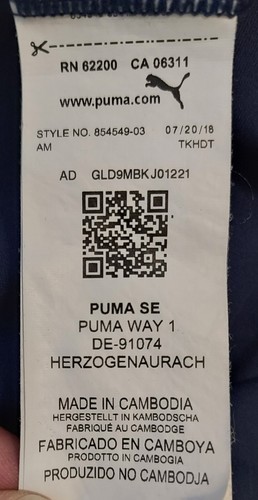 RN 62200 CA 06311
www.puma.com
STYLE NO. 854549-03 07/20/18
AM TKHDT
AD GLD9MBKJ01221
PUMA SE
PUMA WAY 1
DE-91074
HERZOGENAURACH
MADE IN CAMBODIA
HERGESTELLT IN KAMBODSCHA
FABRIQUÉ AU CAMBODGE
FABRICADO EN CAMBOYA
PRODOTTO IN CAMBOGIA
PRODUZIDO NO CAMBODJA